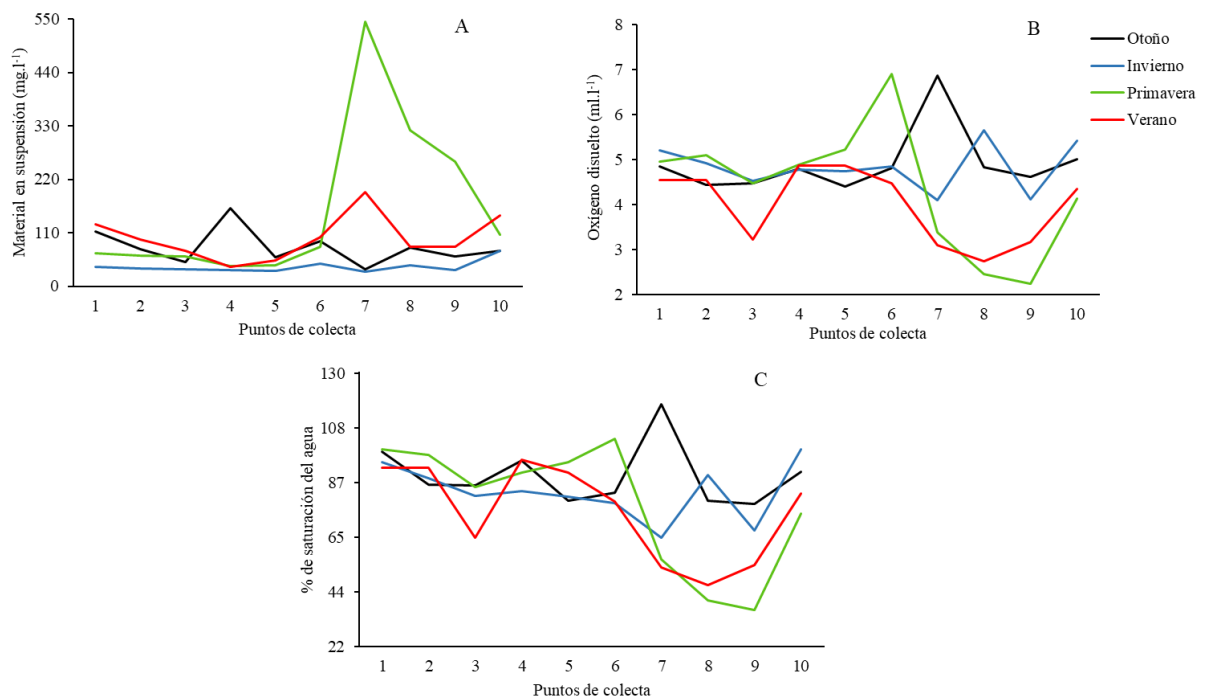 A
Material en suspensión (mg.l⁻¹)
550
440
330
220
110
0
1 2 3 4 5 6 7 8 9 10
Puntos de colecta
B
Oxígeno disuelto (ml.l⁻¹)
8
7
6
5
4
3
2
1 2 3 4 5 6 7 8 9 10
Puntos de colecta
Otoño
Invierno
Primavera
Verano
C
% de saturación del agua
130
108
87
65
44
22
1 2 3 4 5 6 7 8 9 10
Puntos de colecta